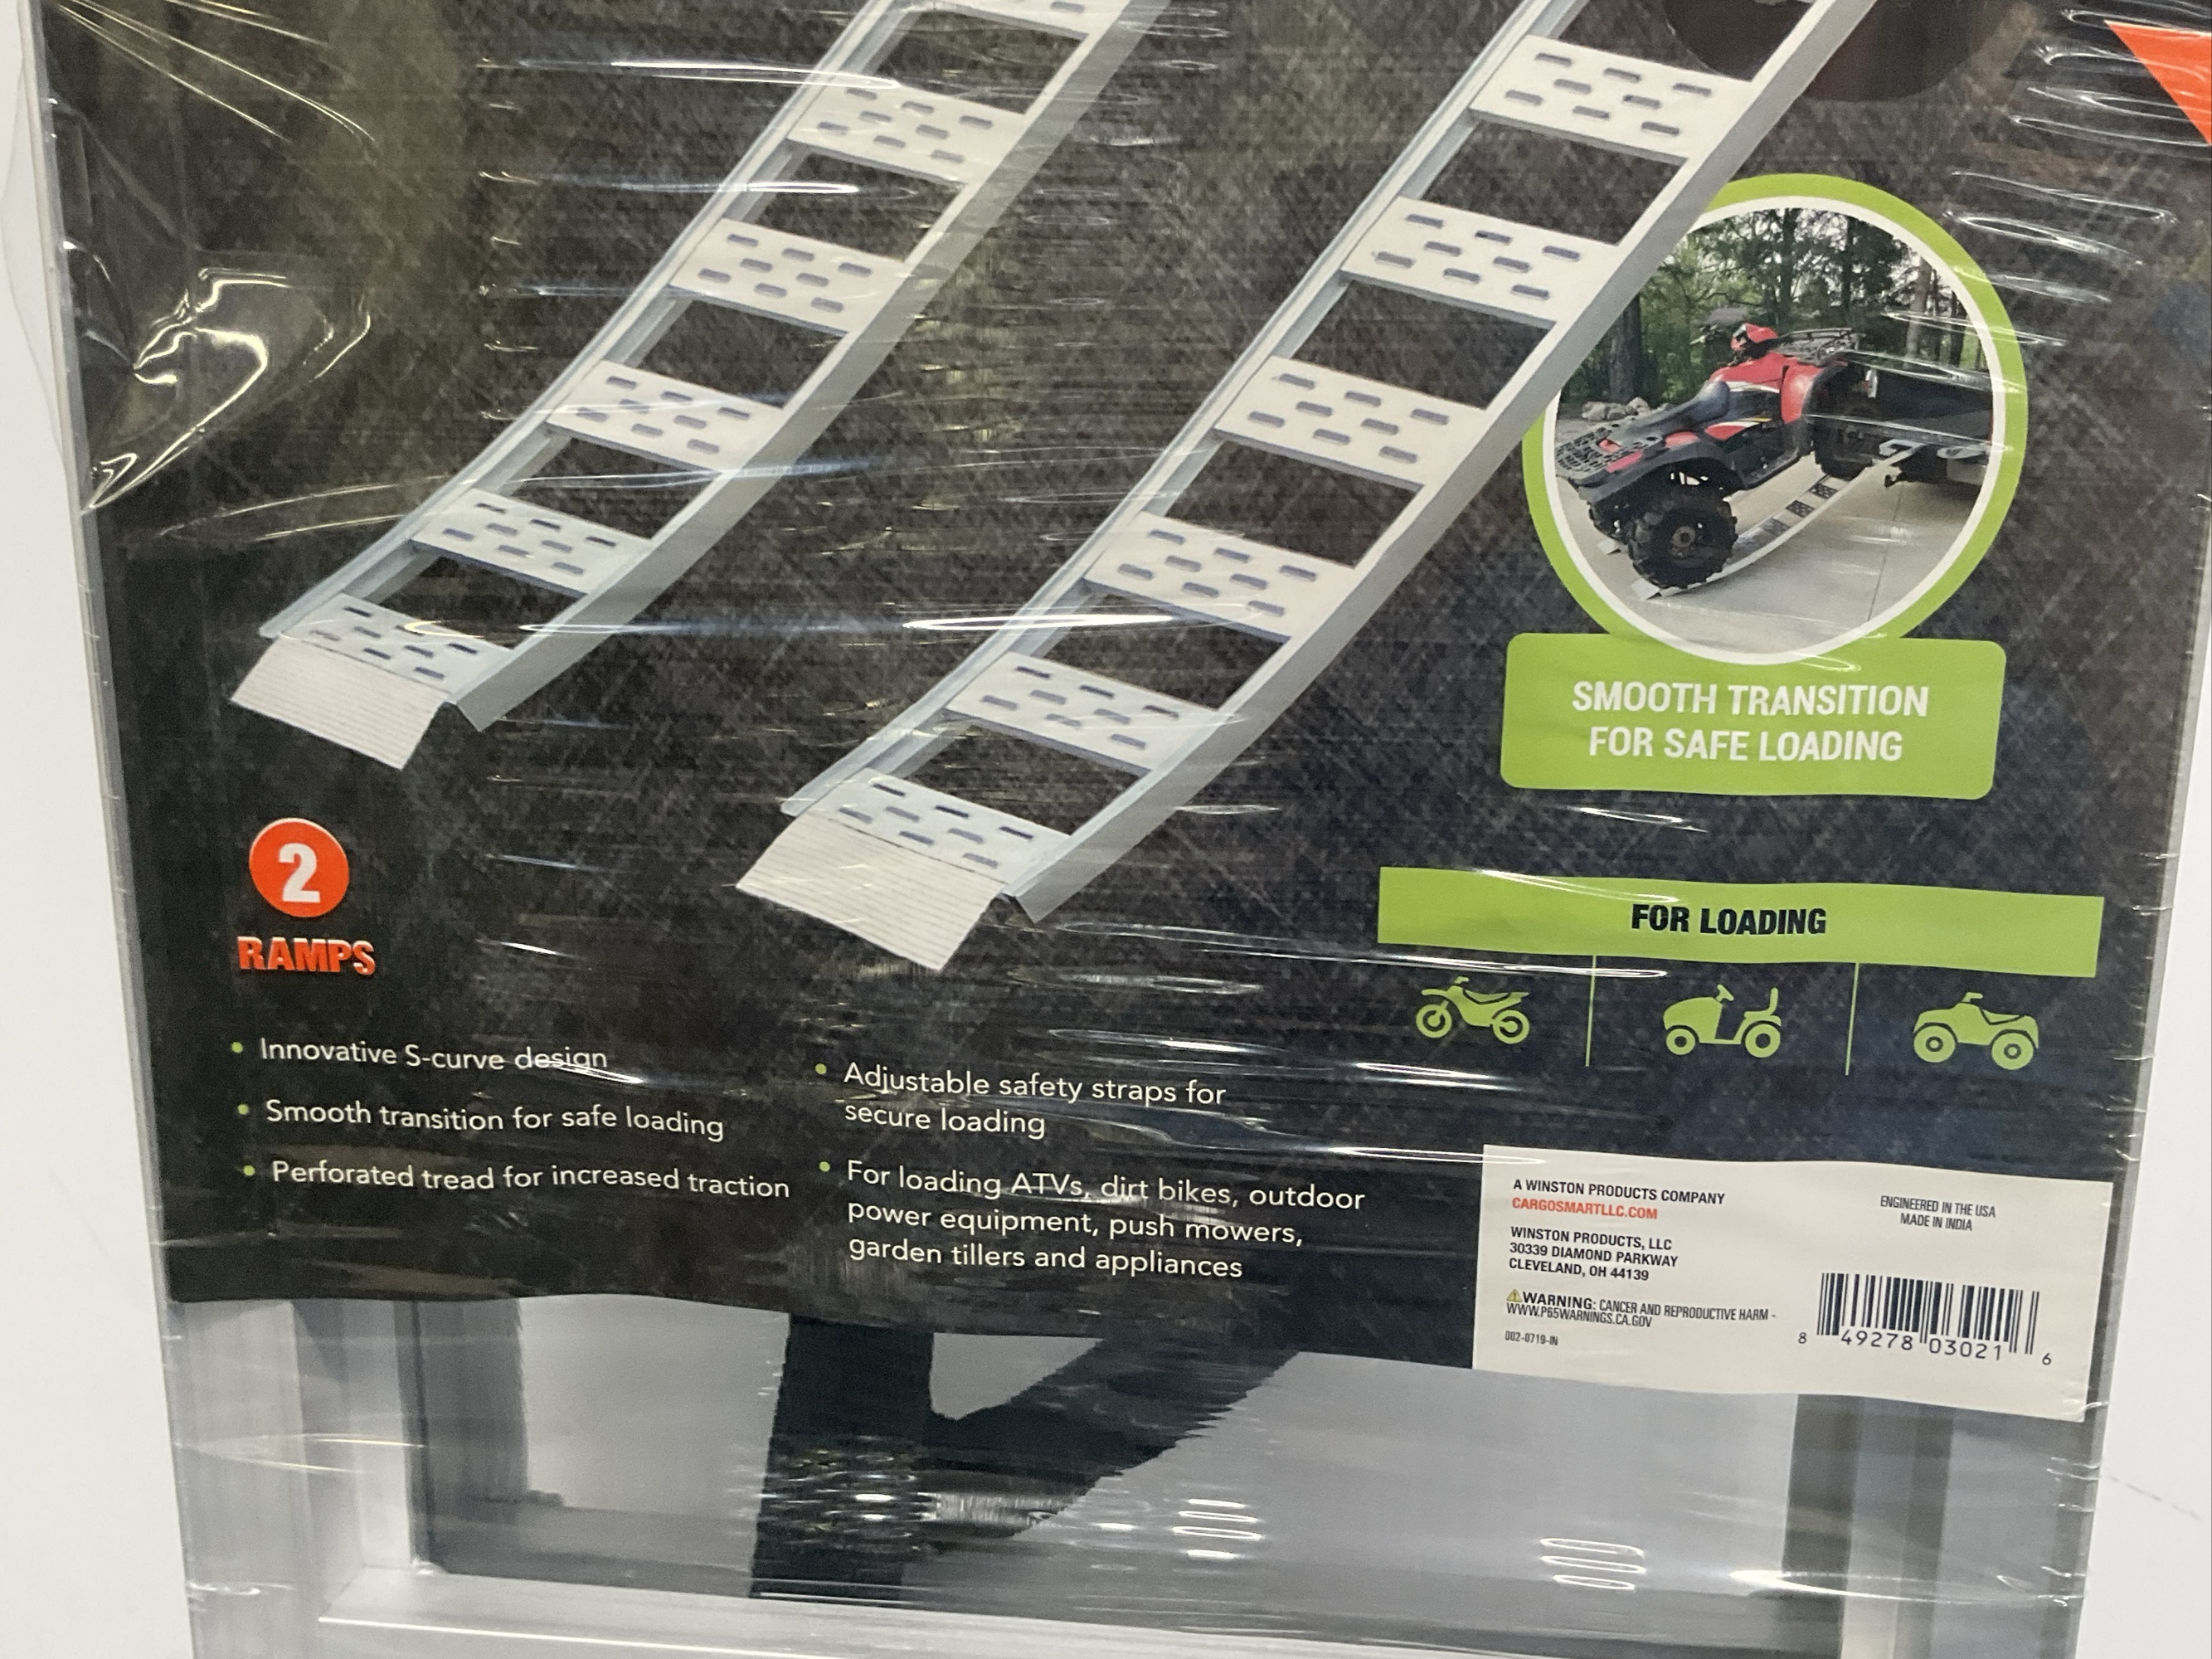 SMOOTH TRANSITION
FOR SAFE LOADING
2
RAMPS
FOR LOADING
• Innovative S-curve design
• Smooth transition for safe loading
• Perforated tread for increased traction
• Adjustable safety straps for
secure loading
• For loading ATVs, dirt bikes, outdoor
power equipment, push mowers,
garden tillers and appliances
A WINSTON PRODUCTS COMPANY
CARGOSMARTLLC.COM
WINSTON PRODUCTS, LLC
30339 DIAMOND PARKWAY
CLEVELAND, OH 44139
⚠WARNING: CANCER AND REPRODUCTIVE HARM -
WWW.P65WARNINGS.CA.GOV
002-0719-IN
ENGINEERED IN THE USA
MADE IN INDIA
8 49278 03021 6